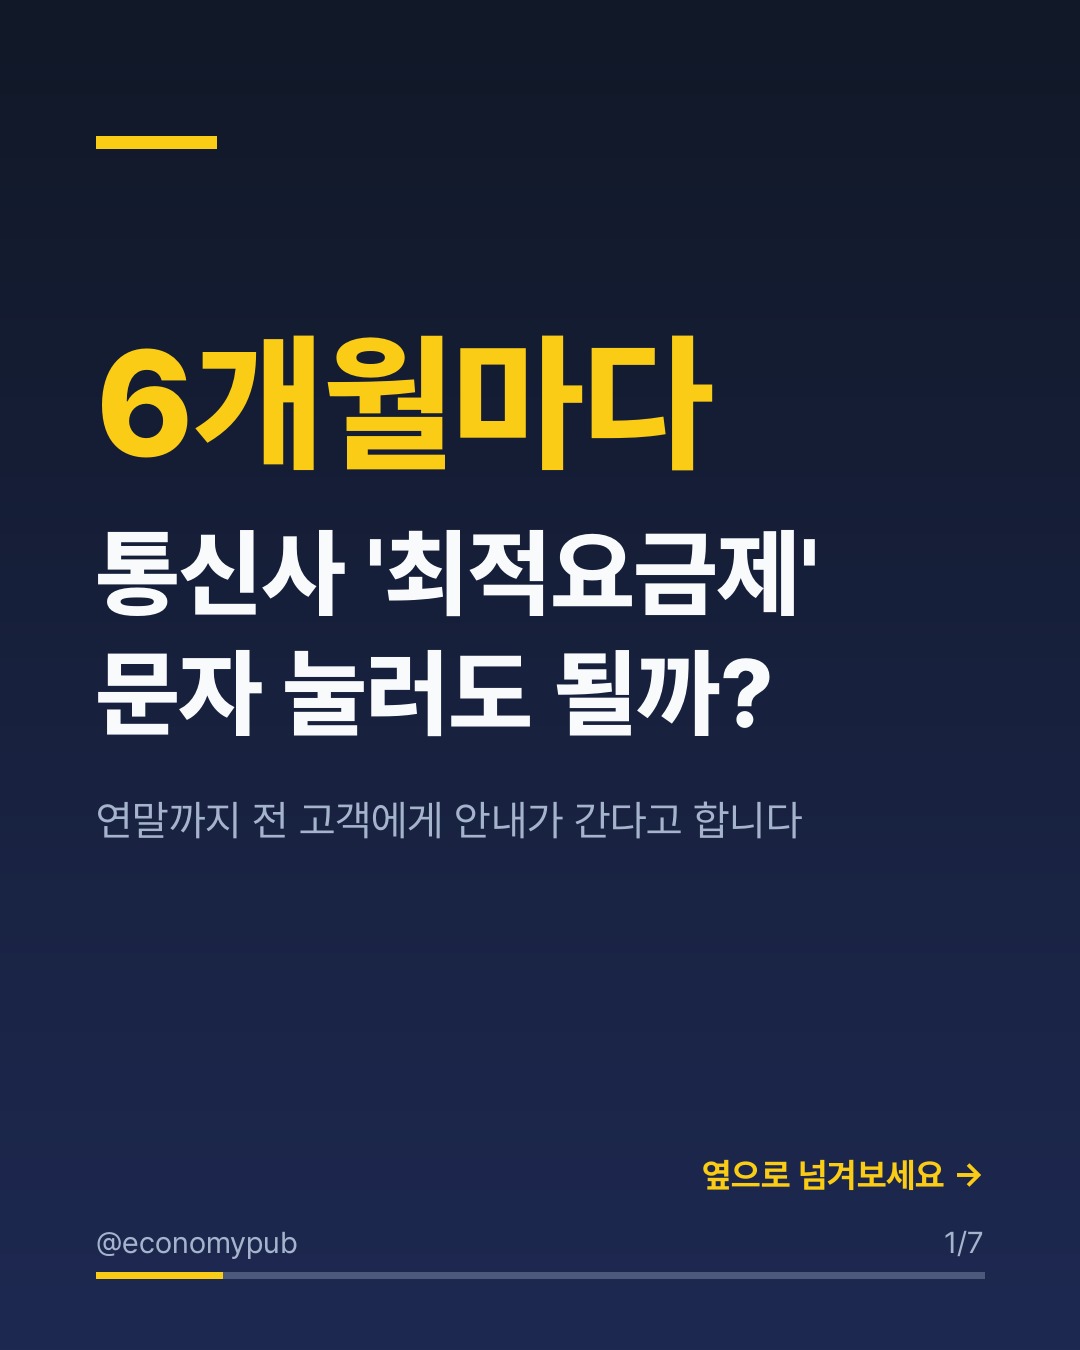 6개월마다
통신사 '최적요금제'
문자 눌러도 될까?
연말까지 전 고객에게 안내가 간다고 합니다
옆으로 넘겨보세요 →
@economypub
1/7